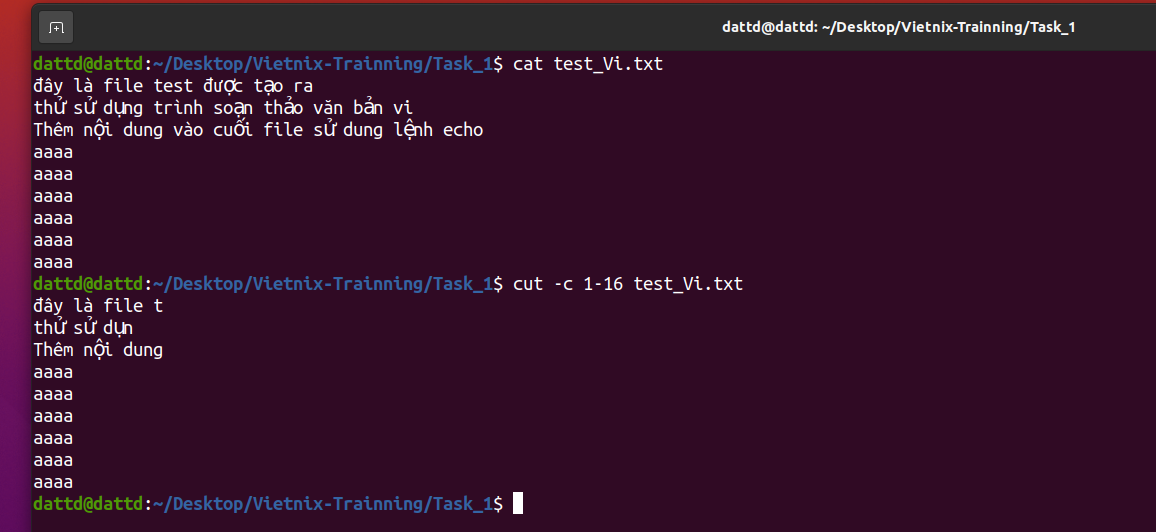 dattd@dattd: ~/Desktop/Vietnix-Trainning/Task_1
dattd@dattd:~/Desktop/Vietnix-Trainning/Task_1$ cat test_Vi.txt
đây là file test được tạo ra
thử sử dụng trình soạn thảo văn bản vi
Thêm nội dung vào cuối file sử dung lệnh echo
aaaa
aaaa
aaaa
aaaa
aaaa
aaaa
dattd@dattd:~/Desktop/Vietnix-Trainning/Task_1$ cut -c 1-16 test_Vi.txt
đây là file t
thử sử dụn
Thêm nội dung
aaaa
aaaa
aaaa
aaaa
aaaa
aaaa
dattd@dattd:~/Desktop/Vietnix-Trainning/Task_1$